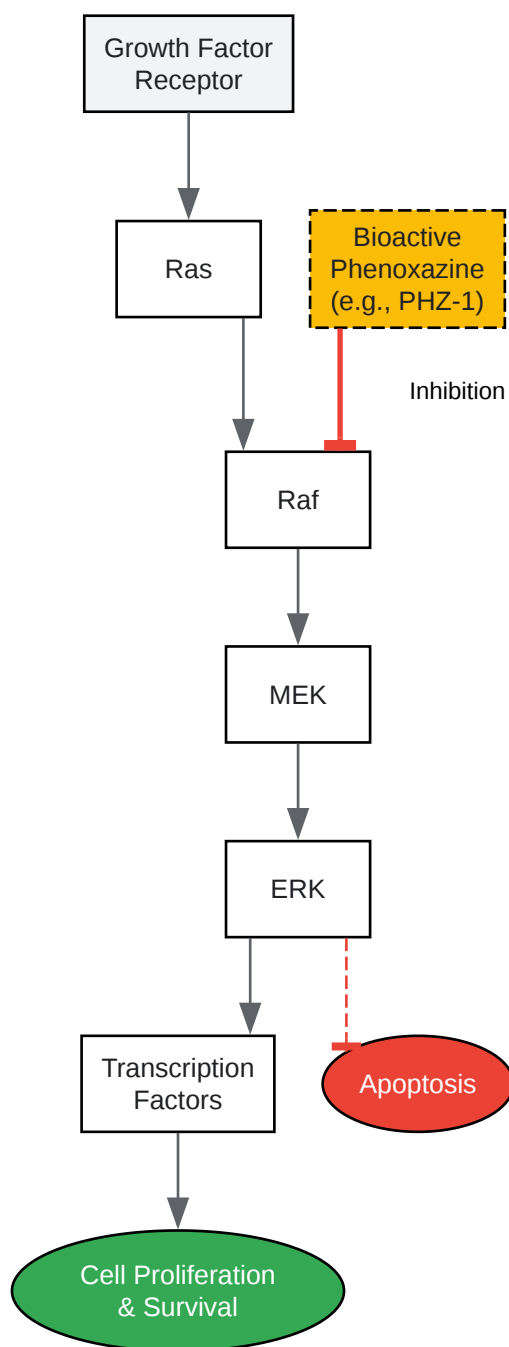 Growth Factor
Receptor
Ras
Bioactive
Phenoxazine
(e.g., PHZ-1)
Inhibition
Raf
MEK
ERK
Transcription
Factors
Apoptosis
Cell Proliferation
& Survival